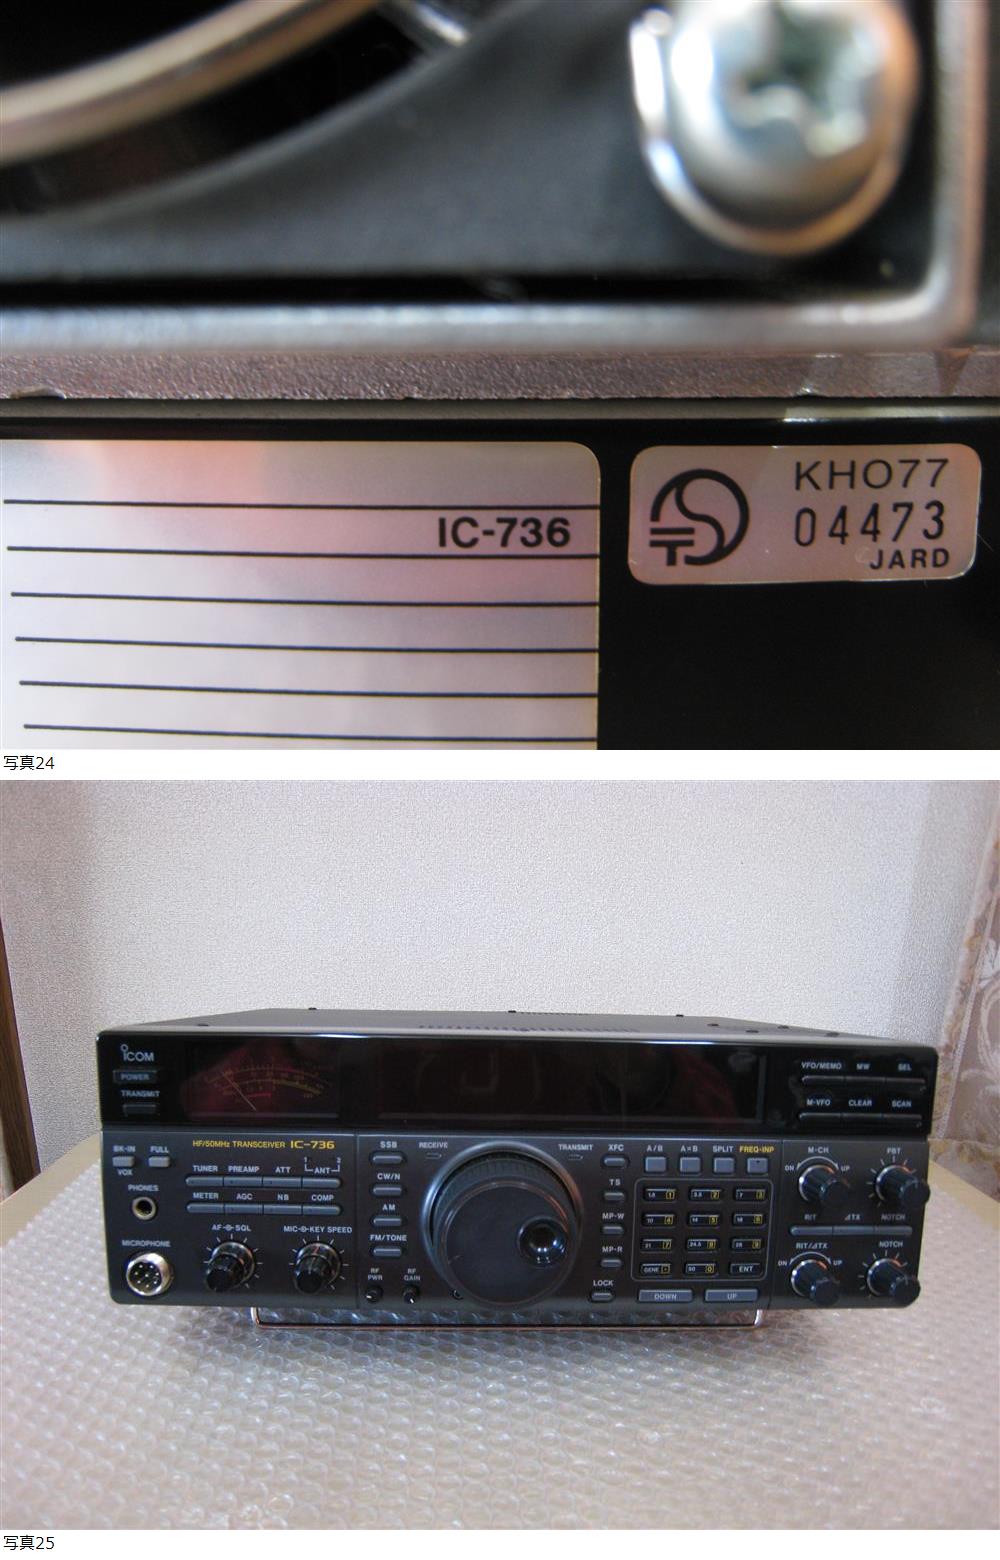 IC-736
KH077
04473
JARD
写真24
ICOM
POWER
TRANSMIT
VFO/MEMO MW SEL
M-VFO CLEAR SCAN
HF/50MHz TRANSCEIVER IC-736
BK-IN FULL
VOX
PHONES
MICROPHONE
TUNER PREAMP ATT 1 ANT 2
METER AGC NB COMP
AF SQL MIC KEY SPEED
SSB
CW/N
AM
FM/TONE
RF PWR
RF GAIN
RECEIVE
TRANSMIT
XFC
TS
MP-W
MP-R
LOCK
A/B A=B SPLIT FREQ-INP
1.8 1 3.5 2 7 3
10 4 14 5 18 6
21 7 24.5 8 28 9
GENE · 50 0 ENT
DOWN UP
M-CH PBT
DN UP
RIT ⊿TX NOTCH
RIT/⊿TX NOTCH
DN UP
写真25